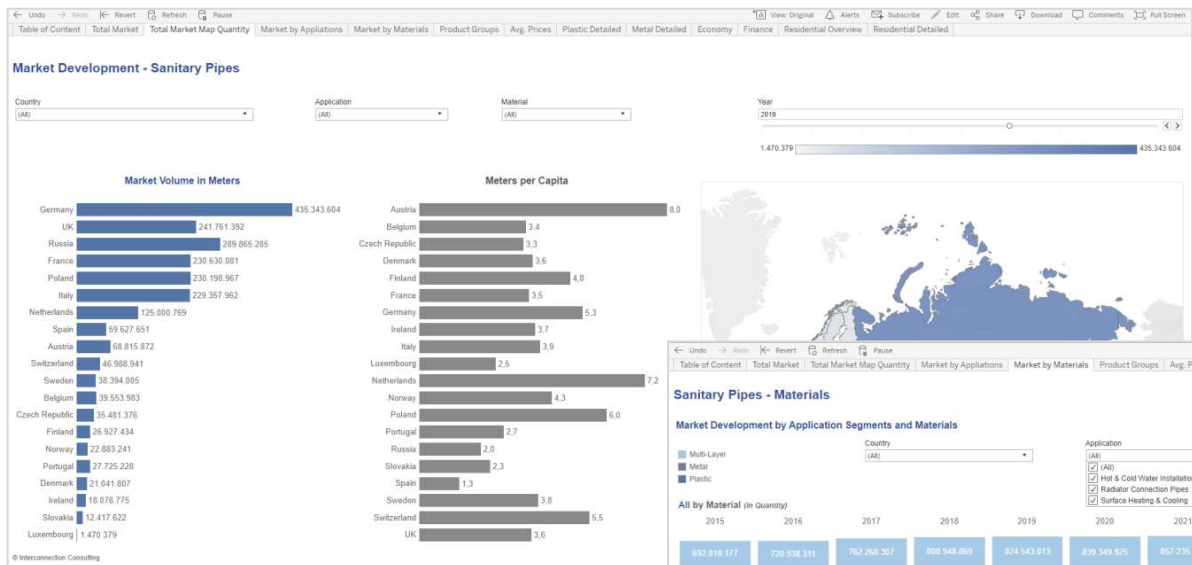 Undo Redo Revert Refresh Pause View: Original Alerts Subscribe Edit Share Download Comments Full Screen
Table of Content Total Market Total Market Map Quantity Market by Appliations Market by Materials Product Groups Avg. Prices Plastic Detailed Metal Detailed Economy Finance Residential Overview Residential Detailed
Market Development - Sanitary Pipes
Country Application Material Year
(All) (All) (All) 2019
1.470.379 435.343.604
Market Volume in Meters
Germany 435.343.604
UK 241.761.392
Russia 289.865.285
France 230.630.081
Poland 230.198.967
Italy 229.357.962
Netherlands 125.000.769
Spain 59.627.651
Austria 68.815.872
Switzerland 46.988.941
Sweden 38.394.005
Belgium 39.553.983
Czech Republic 35.481.376
Finland 26.927.434
Norway 22.883.241
Portugal 27.725.228
Denmark 21.041.807
Ireland 18.078.775
Slovakia 12.417.622
Luxembourg 1.470.379
© Interconnection Consulting
Meters per Capita
Austria 8,0
Belgium 3,4
Czech Republic 3,3
Denmark 3,6
Finland 4,8
France 3,5
Germany 5,3
Ireland 3,7
Italy 3,9
Luxembourg 2,5
Netherlands 7,2
Norway 4,3
Poland 6,0
Portugal 2,7
Russia 2,0
Slovakia 2,3
Spain 1,3
Sweden 3,8
Switzerland 5,5
UK 3,6
Undo Redo Revert Refresh Pause
Table of Content Total Market Total Market Map Quantity Market by Appliations Market by Materials Product Groups Avg. P
Sanitary Pipes - Materials
Market Development by Application Segments and Materials
Multi-Layer
Metal
Plastic
Country
(All)
Application
(All)
(All)
Hot & Cold Water Installation
Radiator Connection Pipes
Surface Heating & Cooling
All by Material (in Quantity)
2015 2016 2017 2018 2019 2020 2021
692.810.177 720.938.311 762.268.307 800.948.869 824.543.013 839.349.925 857.235